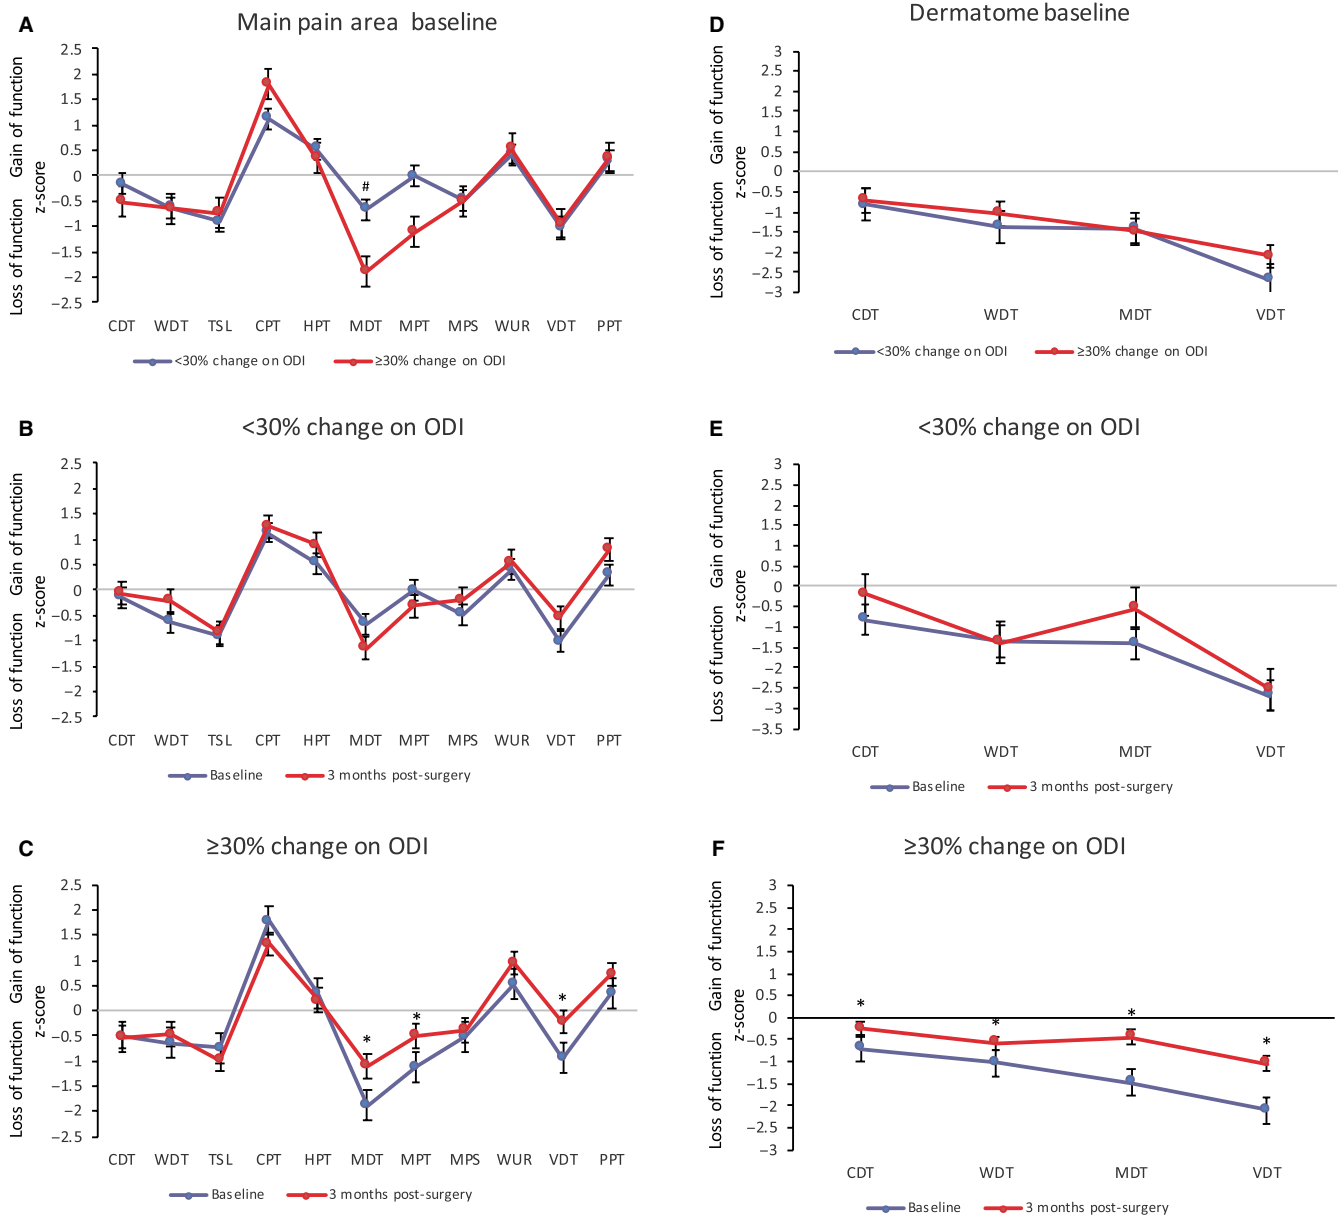 A
Main pain area baseline
Loss of function Gain of function
z-score
2.5
2
1.5
1
0.5
0
−0.5
−1
−1.5
−2
−2.5
#
CDT WDT TSL CPT HPT MDT MPT MPS WUR VDT PPT
<30% change on ODI ≥30% change on ODI
D
Dermatome baseline
Loss of function Gain of function
z-score
3
2.5
2
1.5
1
0.5
0
−0.5
−1
−1.5
−2
−2.5
−3
CDT WDT MDT VDT
<30% change on ODI ≥30% change on ODI
B
<30% change on ODI
Loss of function Gain of functioin
z-score
2.5
2
1.5
1
0.5
0
−0.5
−1
−1.5
−2
−2.5
CDT WDT TSL CPT HPT MDT MPT MPS WUR VDT PPT
Baseline 3 months post-surgery
E
<30% change on ODI
Loss of function Gain of function
z-score
3
2.5
2
1.5
1
0.5
0
−0.5
−1
−1.5
−2
−2.5
−3
−3.5
CDT WDT MDT VDT
Baseline 3 months post-surgery
C
≥30% change on ODI
Loss of function Gain of function
z-score
2.5
2
1.5
1
0.5
0
−0.5
−1
−1.5
−2
−2.5
* * *
CDT WDT TSL CPT HPT MDT MPT MPS WUR VDT PPT
Baseline 3 months post-surgery
F
≥30% change on ODI
Loss of fucntion Gain of funcntion
z-score
3
2.5
2
1.5
1
0.5
0
−0.5
−1
−1.5
−2
−2.5
−3
* * * *
CDT WDT MDT VDT
Baseline 3 months post-surgery